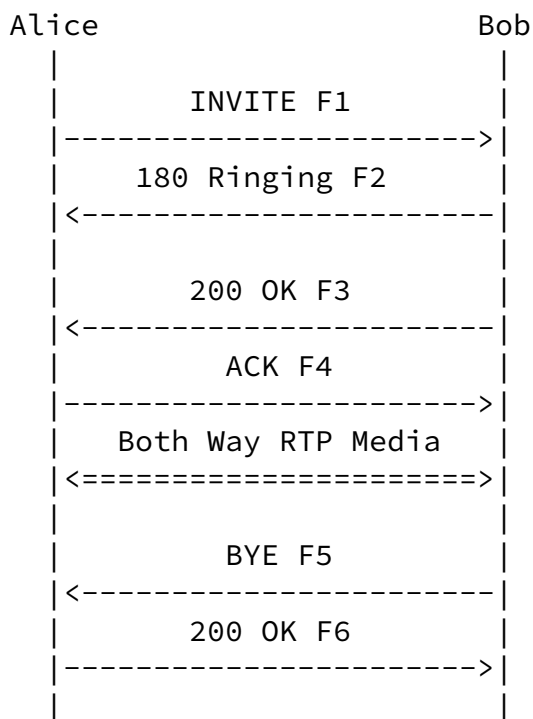 Alice Bob
INVITE F1
180 Ringing F2
200 OK F3
ACK F4
Both Way RTP Media
BYE F5
200 OK F6